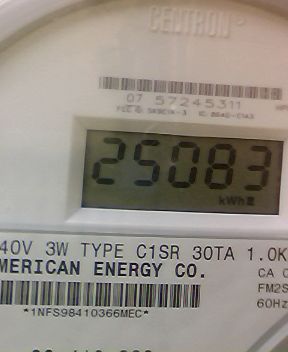 CENTRON®
07 57245311
25083
kWh
40V 3W TYPE C1SR 30TA 1.0K
MERICAN ENERGY CO.
CA 0
FM2S
60Hz
*1NFS98410366MEC*